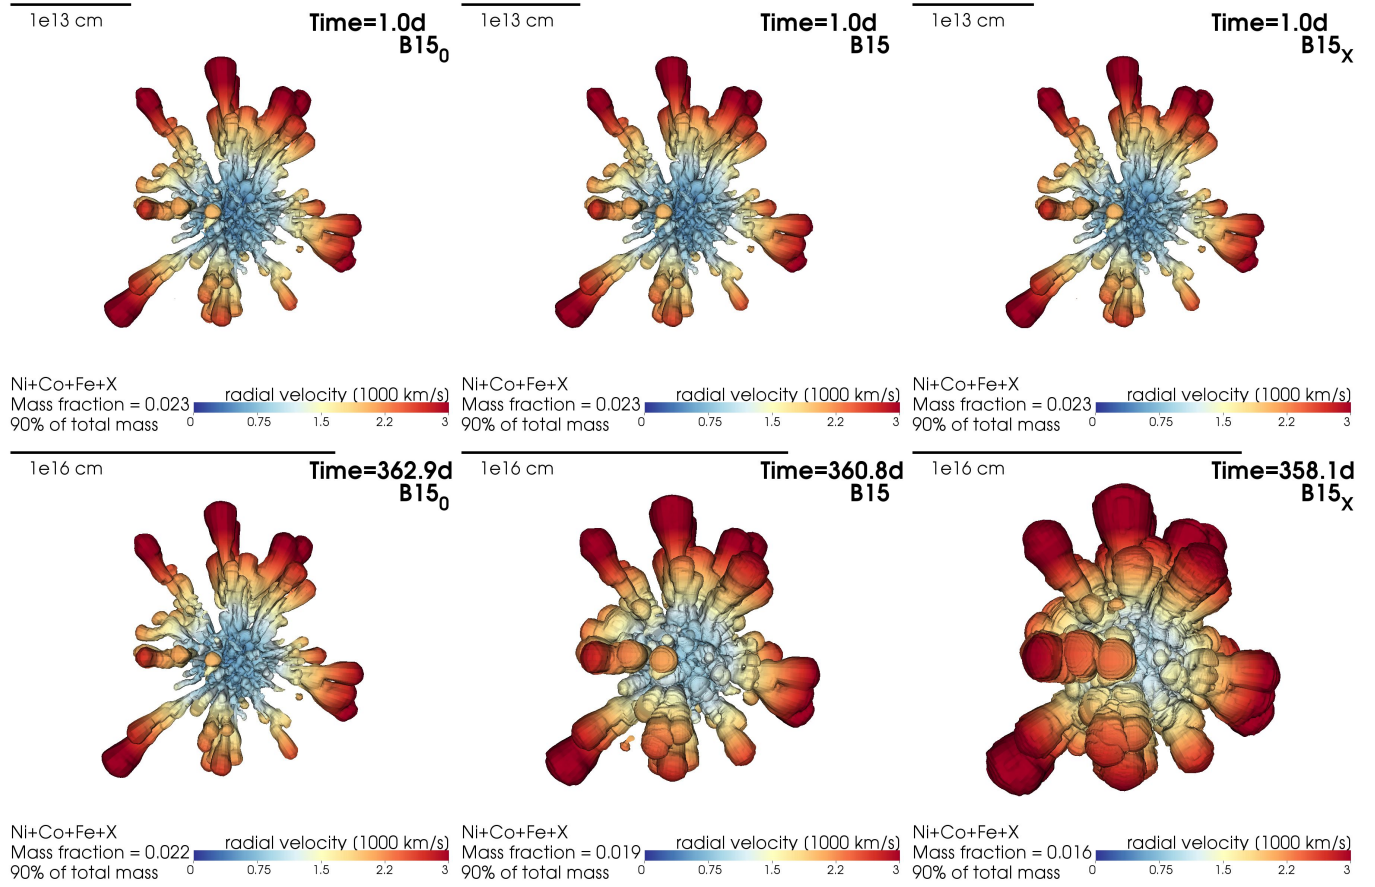 1e13 cm
Time=1.0d
B15₀
1e13 cm
Time=1.0d
B15
1e13 cm
Time=1.0d
B15ₓ
Ni+Co+Fe+X
Mass fraction = 0.023
90% of total mass
radial velocity (1000 km/s)
0 0.75 1.5 2.2 3
Ni+Co+Fe+X
Mass fraction = 0.023
90% of total mass
radial velocity (1000 km/s)
0 0.75 1.5 2.2 3
Ni+Co+Fe+X
Mass fraction = 0.023
90% of total mass
radial velocity (1000 km/s)
0 0.75 1.5 2.2 3
1e16 cm
Time=362.9d
B15₀
1e16 cm
Time=360.8d
B15
1e16 cm
Time=358.1d
B15ₓ
Ni+Co+Fe+X
Mass fraction = 0.022
90% of total mass
radial velocity (1000 km/s)
0 0.75 1.5 2.2 3
Ni+Co+Fe+X
Mass fraction = 0.019
90% of total mass
radial velocity (1000 km/s)
0 0.75 1.5 2.2 3
Ni+Co+Fe+X
Mass fraction = 0.016
90% of total mass
radial velocity (1000 km/s)
0 0.75 1.5 2.2 3